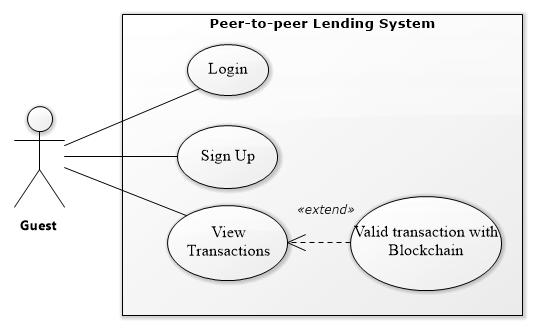 Peer-to-peer Lending System
Login
Sign Up
Guest
View
Transactions
«extend»
Valid transaction with
Blockchain